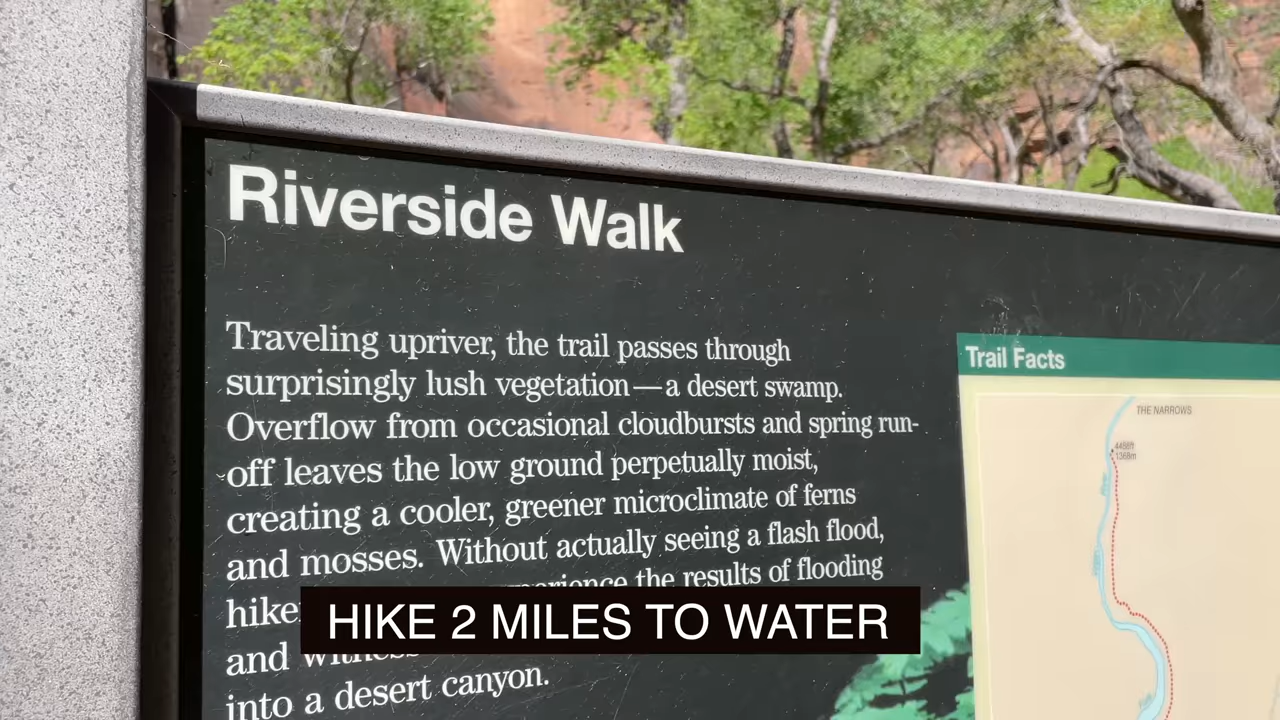 Riverside Walk
Traveling upriver, the trail passes through
surprisingly lush vegetation—a desert swamp.
Overflow from occasional cloudbursts and spring run-
off leaves the low ground perpetually moist,
creating a cooler, greener microclimate of ferns
and mosses. Without actually seeing a flash flood,
the results of flooding
and
into a desert canyon.
HIKE 2 MILES TO WATER
Trail Facts
THE NARROWS
4488ft
1368m